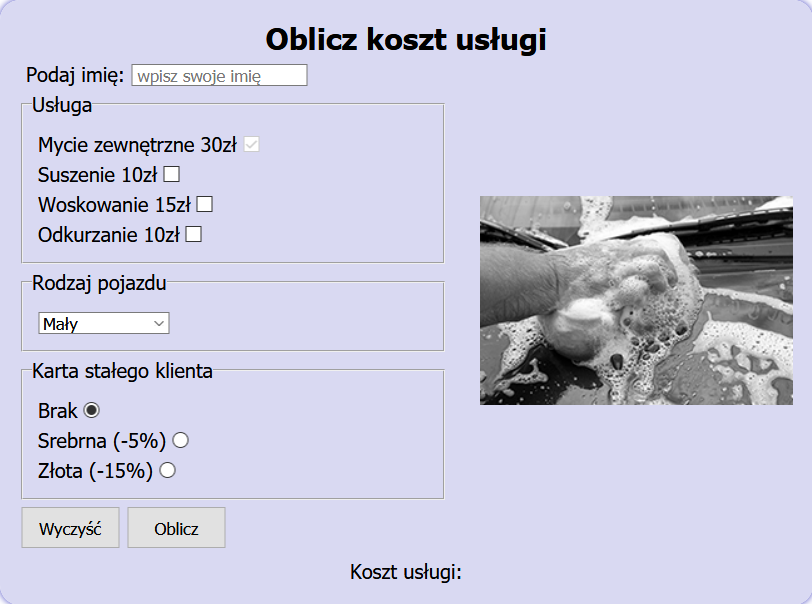 Oblicz koszt usługi
Podaj imię: wpisz swoje imię
Usługa
Mycie zewnętrzne 30zł
Suszenie 10zł
Woskowanie 15zł
Odkurzanie 10zł
Rodzaj pojazdu
Mały
Karta stałego klienta
Brak
Srebrna (-5%)
Złota (-15%)
Wyczyść Oblicz
Koszt usługi: